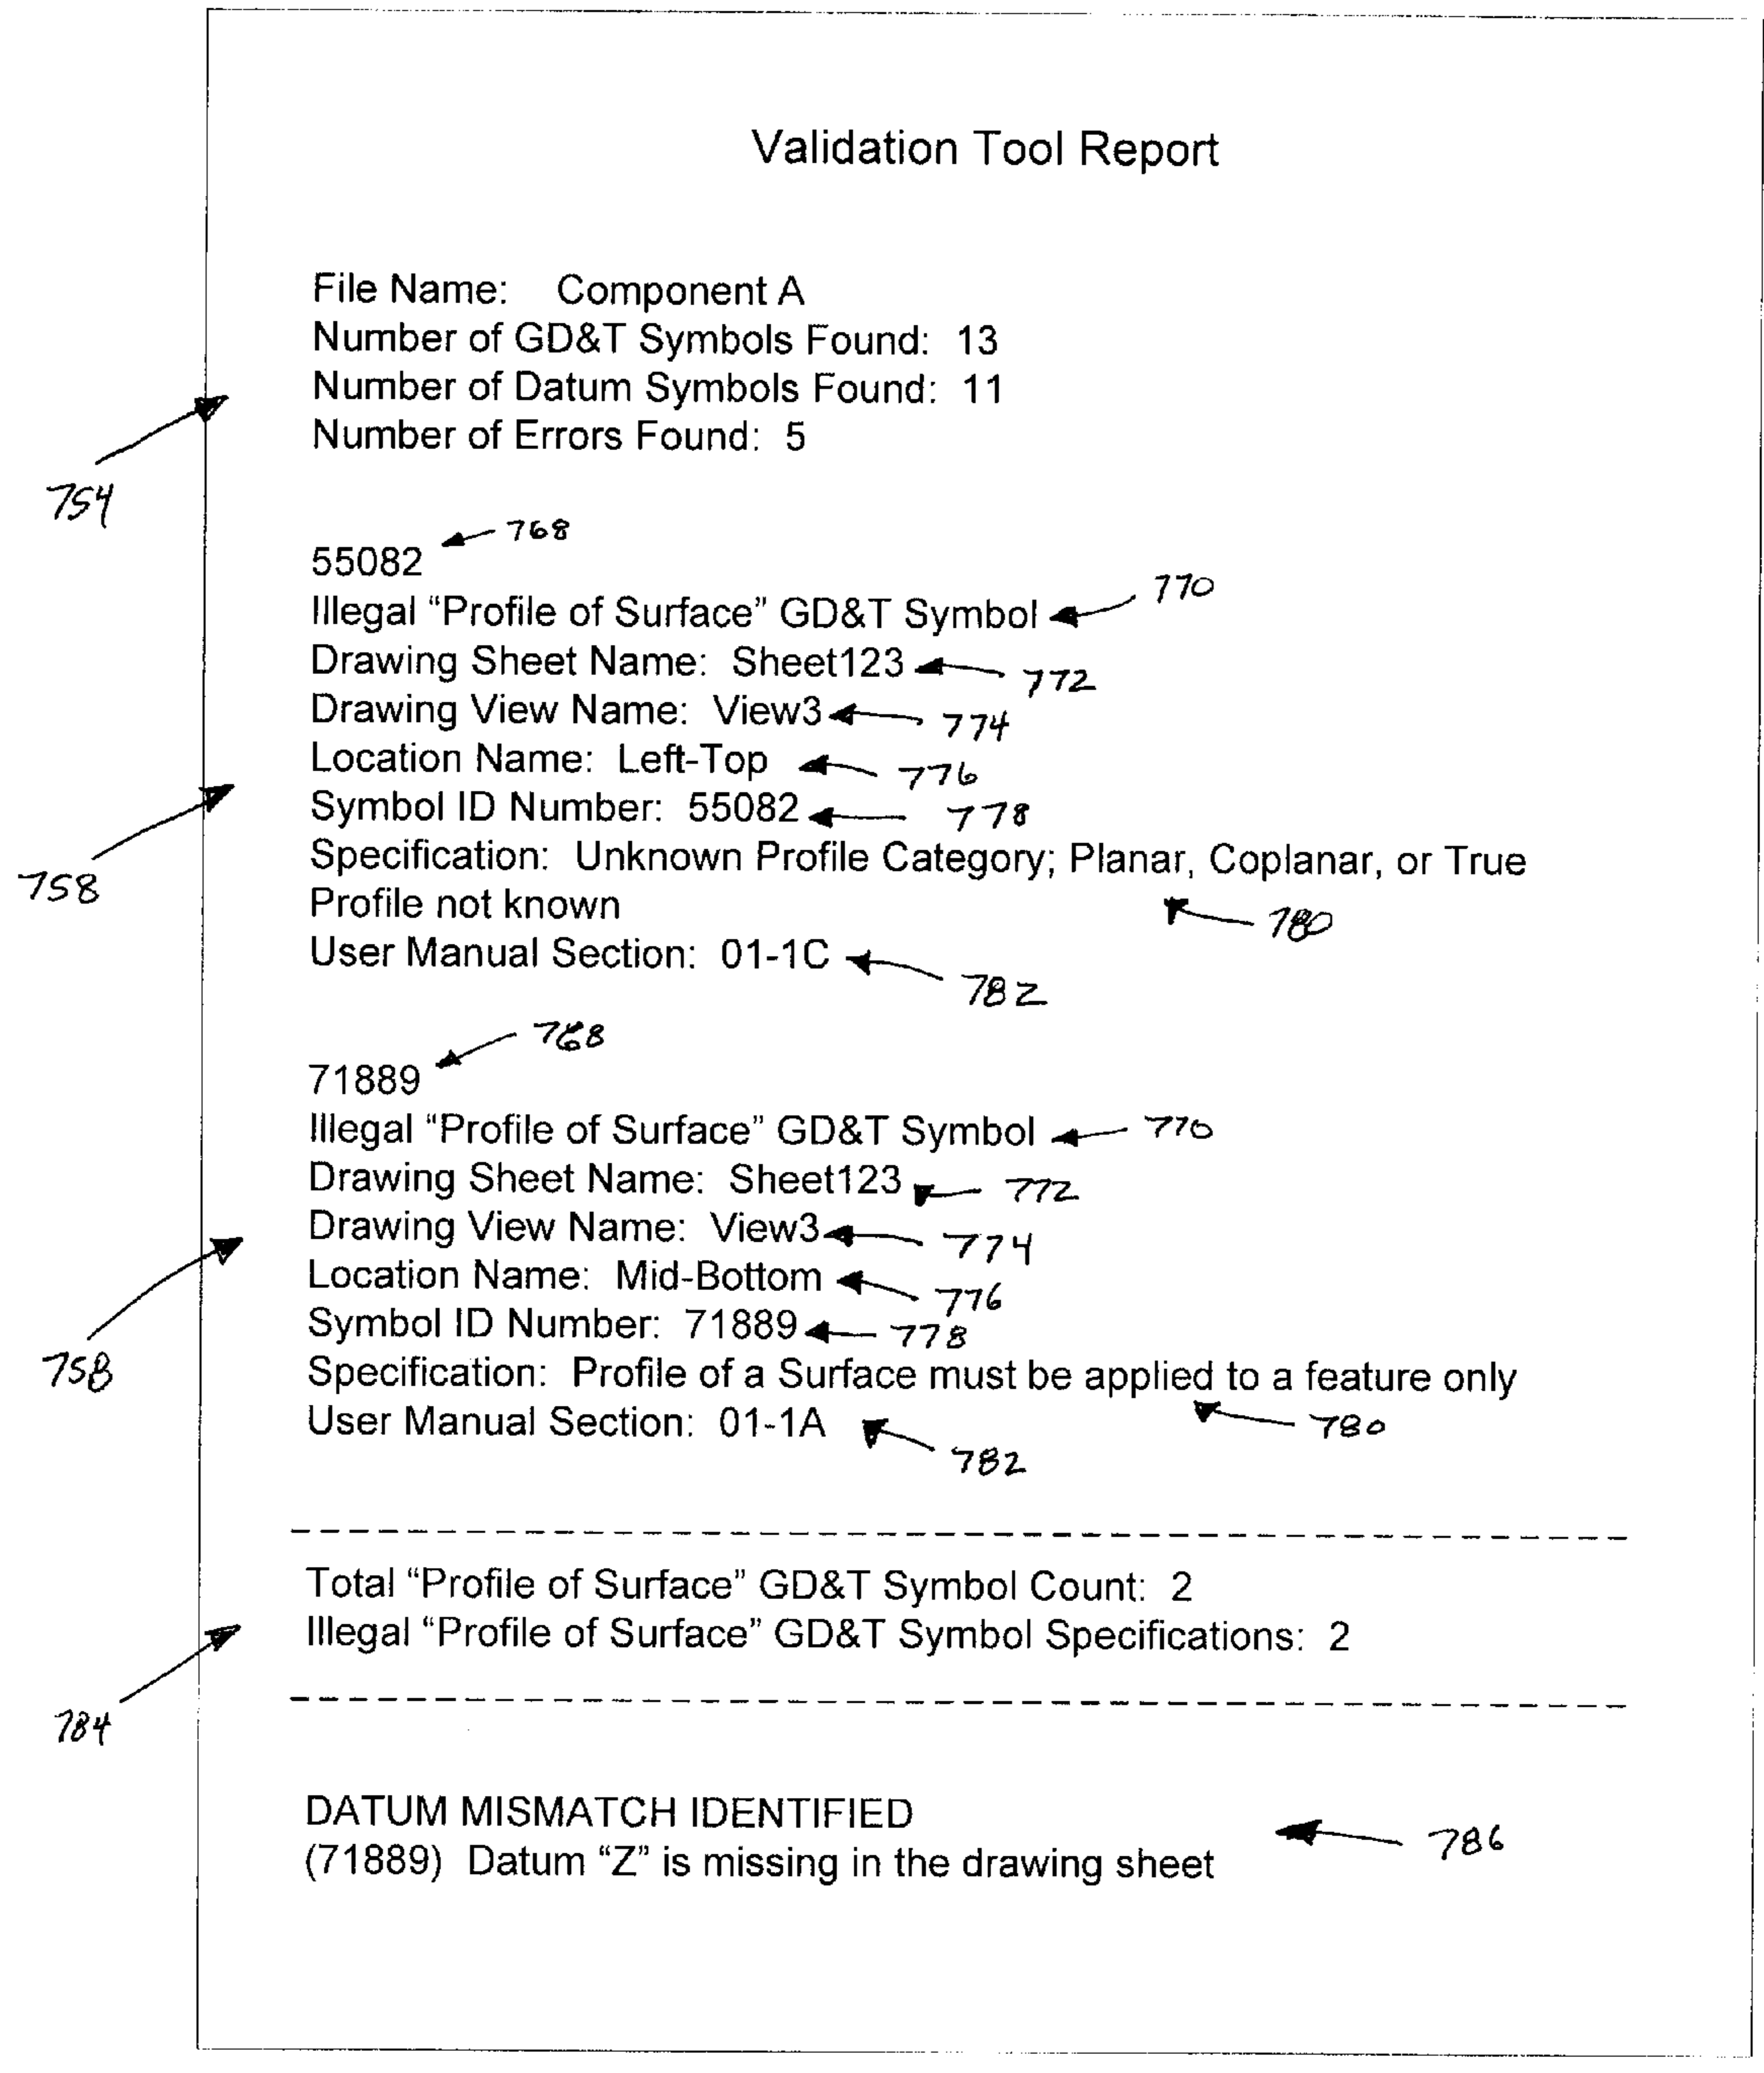 Validation Tool Report
File Name: Component A
Number of GD&T Symbols Found: 13
Number of Datum Symbols Found: 11
Number of Errors Found: 5
754
55082 768
Illegal “Profile of Surface” GD&T Symbol 770
Drawing Sheet Name: Sheet123 772
Drawing View Name: View3 774
Location Name: Left-Top 776
Symbol ID Number: 55082 778
Specification: Unknown Profile Category; Planar, Coplanar, or True
758
Profile not known 780
User Manual Section: 01-1C 782
71889 768
Illegal “Profile of Surface” GD&T Symbol 770
Drawing Sheet Name: Sheet123 772
Drawing View Name: View3 774
Location Name: Mid-Bottom 776
Symbol ID Number: 71889 778
758
Specification: Profile of a Surface must be applied to a feature only
User Manual Section: 01-1A 780
782
Total “Profile of Surface” GD&T Symbol Count: 2
Illegal “Profile of Surface” GD&T Symbol Specifications: 2
784
DATUM MISMATCH IDENTIFIED
786
(71889) Datum “Z” is missing in the drawing sheet